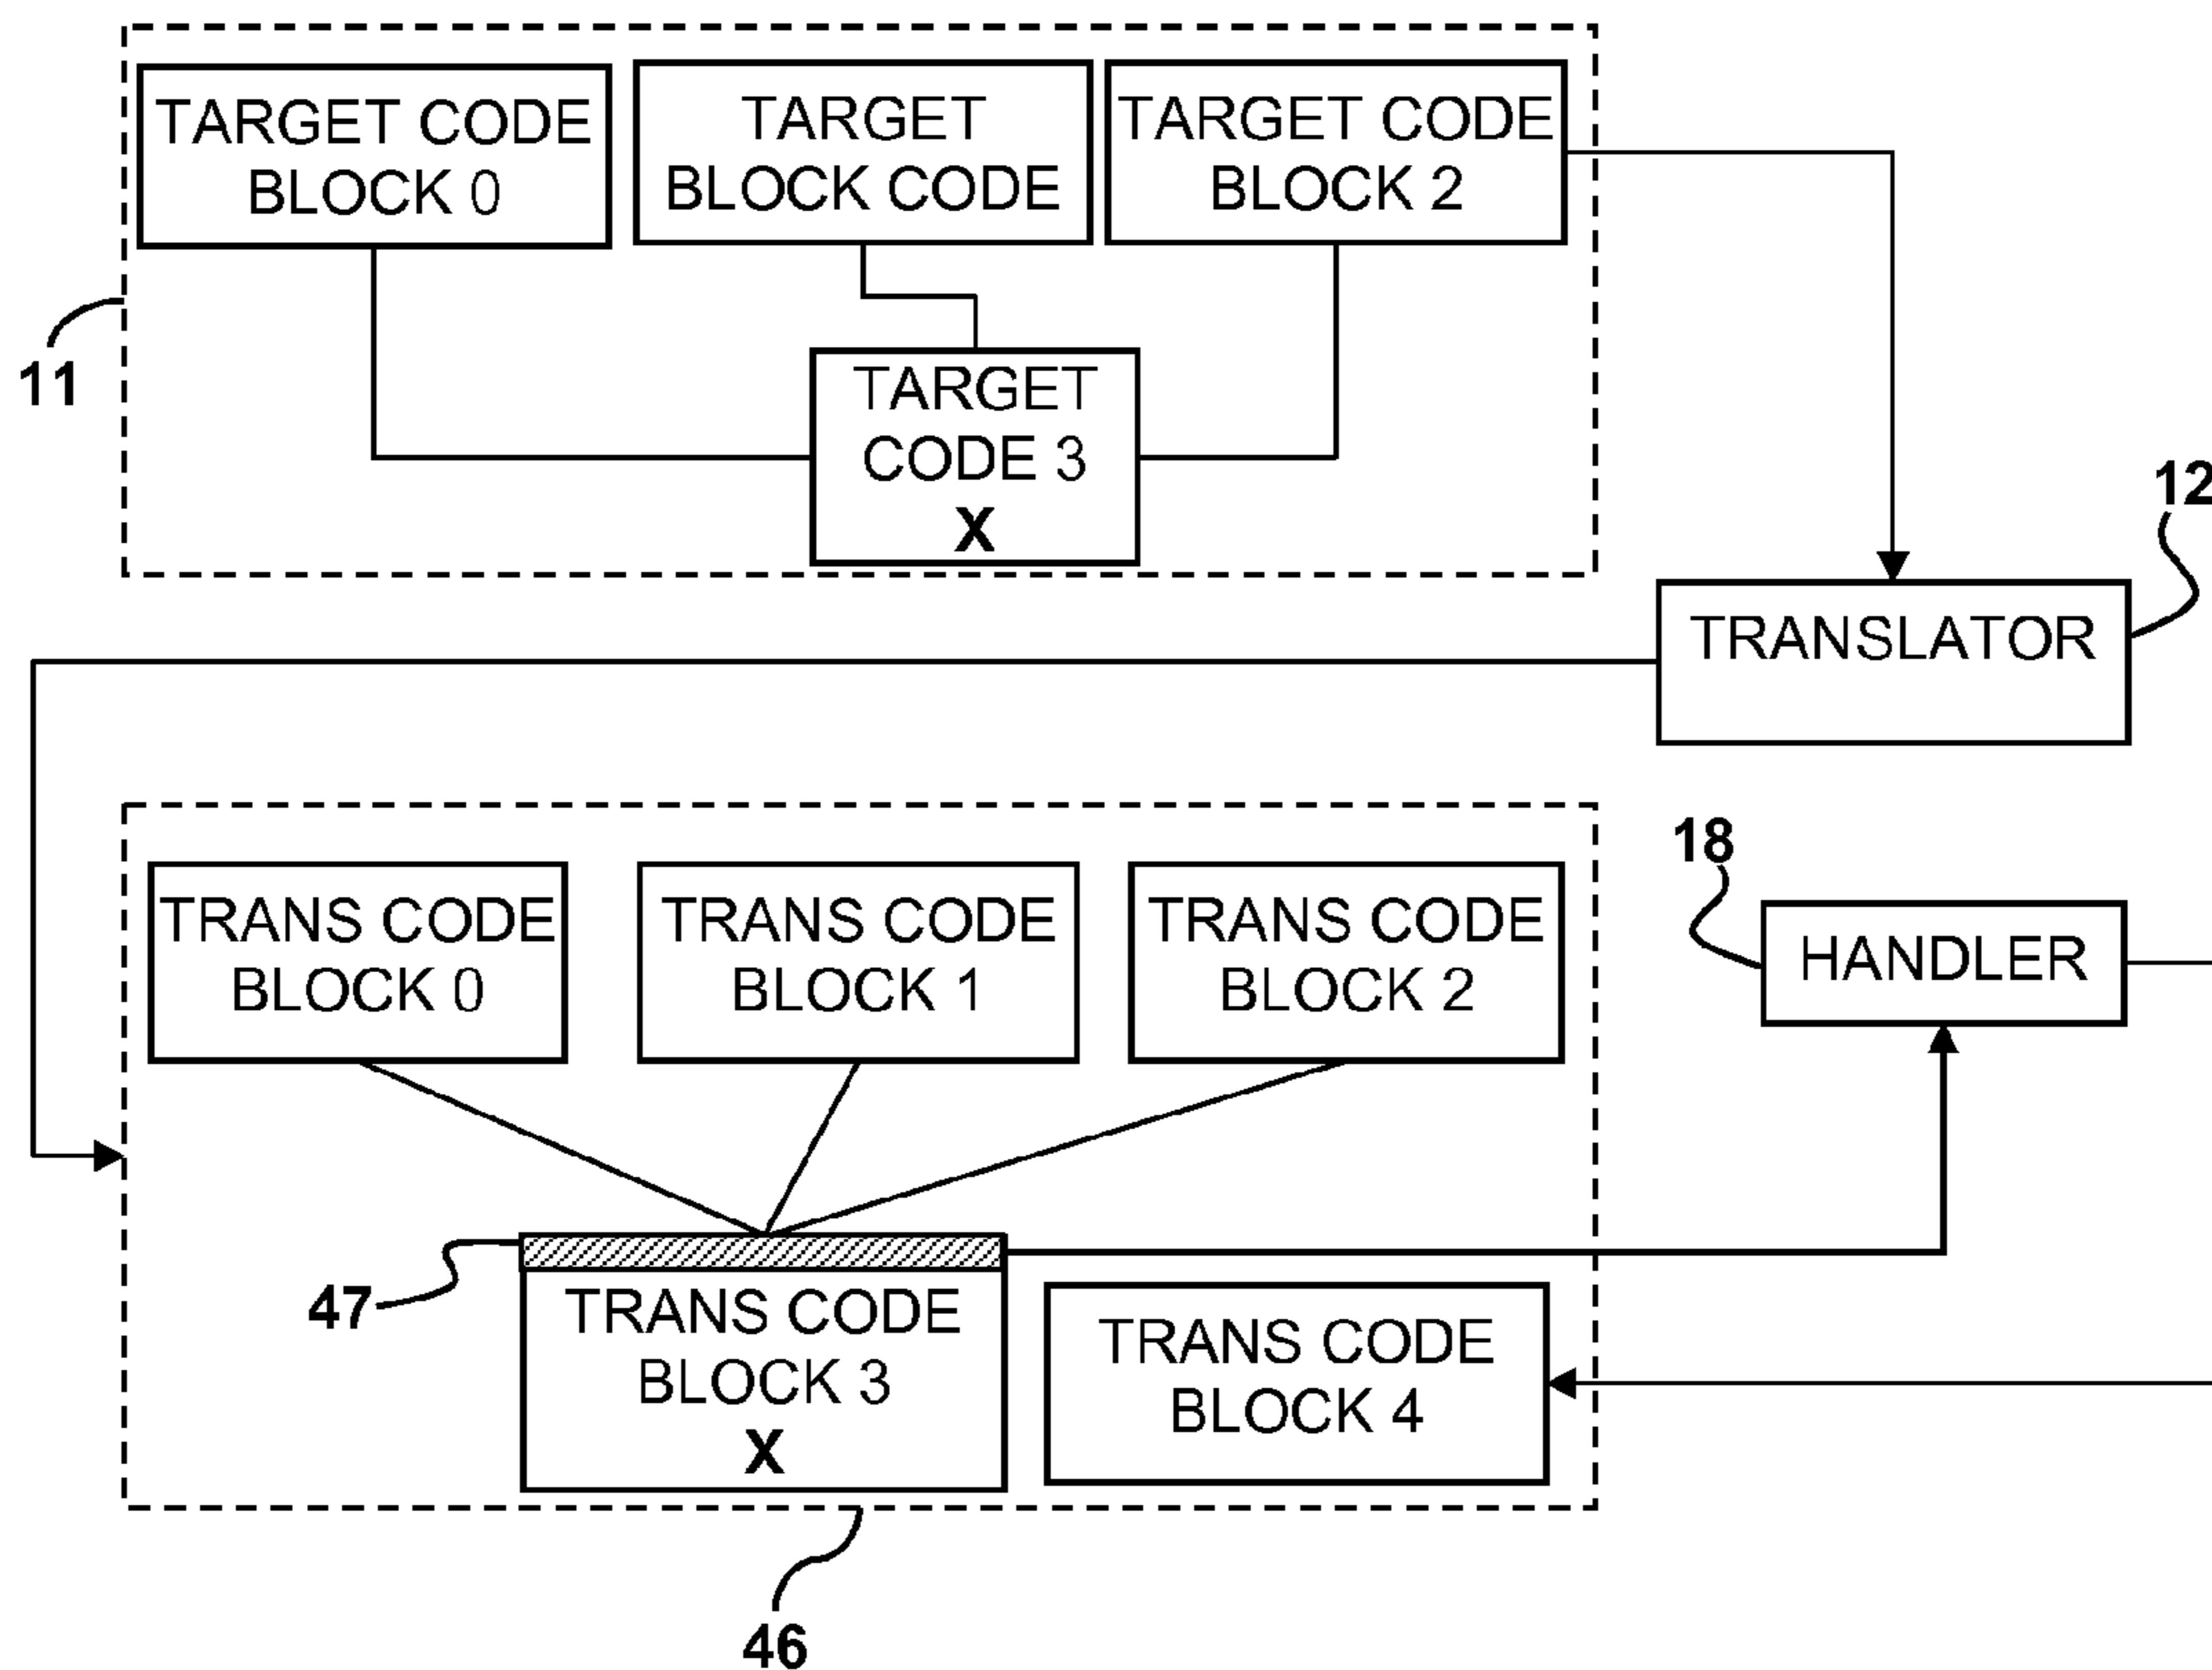 TARGET CODE
BLOCK 0
TARGET
BLOCK CODE
TARGET CODE
BLOCK 2
11
TARGET
CODE 3
X
12
TRANSLATOR
TRANS CODE
BLOCK 0
TRANS CODE
BLOCK 1
TRANS CODE
BLOCK 2
18
HANDLER
47
TRANS CODE
BLOCK 3
X
TRANS CODE
BLOCK 4
46